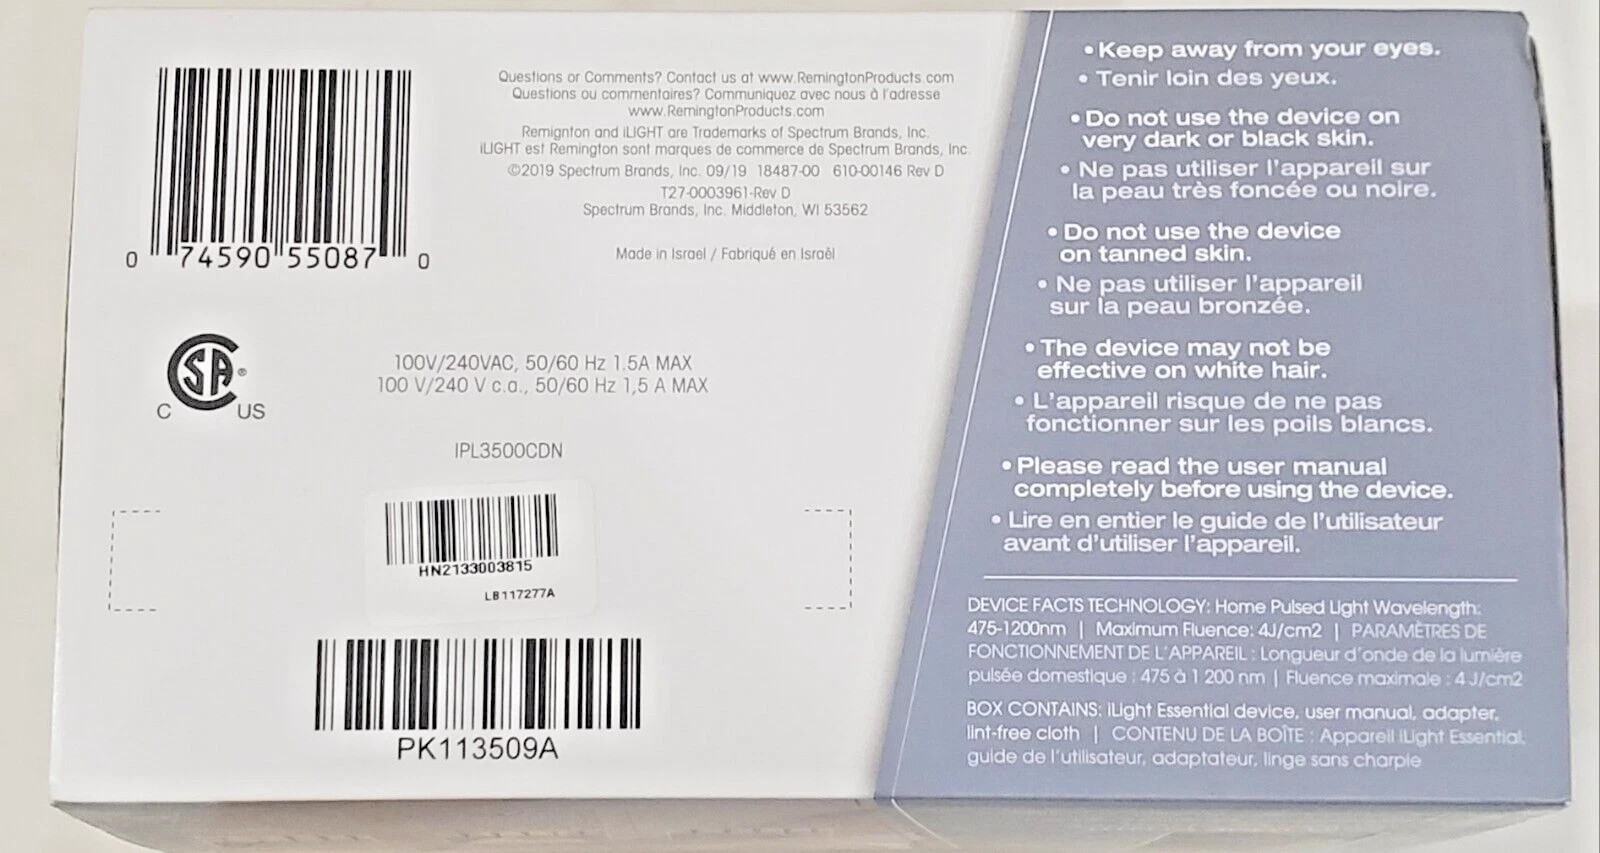 0 74590 55087 0
Questions or Comments? Contact us at www.RemingtonProducts.com
Questions ou commentaires? Communiquez avec nous à l'adresse
www.RemingtonProducts.com
Remignton and iLIGHT are Trademarks of Spectrum Brands, Inc.
iLIGHT est Remington sont marques de commerce de Spectrum Brands, Inc.
©2019 Spectrum Brands, Inc. 09/19 18487-00 610-00146 Rev D
T27-0003961-Rev D
Spectrum Brands, Inc. Middleton, WI 53562
Made in Israel / Fabriqué en Israël
CSA®
C US
100V/240VAC, 50/60 Hz 1.5A MAX
100 V/240 V c.a., 50/60 Hz 1,5 A MAX
IPL3500CDN
HN2133003815
LB117277A
PK113509A
• Keep away from your eyes.
• Tenir loin des yeux.
• Do not use the device on
very dark or black skin.
• Ne pas utiliser l'appareil sur
la peau très foncée ou noire.
• Do not use the device
on tanned skin.
• Ne pas utiliser l'appareil
sur la peau bronzée.
• The device may not be
effective on white hair.
• L'appareil risque de ne pas
fonctionner sur les poils blancs.
• Please read the user manual
completely before using the device.
• Lire en entier le guide de l'utilisateur
avant d'utiliser l'appareil.
DEVICE FACTS TECHNOLOGY: Home Pulsed Light Wavelength:
475-1200nm | Maximum Fluence: 4J/cm2 | PARAMÈTRES DE
FONCTIONNEMENT DE L'APPAREIL : Longueur d'onde de la lumière
pulsée domestique : 475 à 1 200 nm | Fluence maximale : 4 J/cm2
BOX CONTAINS: iLight Essential device, user manual, adapter,
lint-free cloth | CONTENU DE LA BOÎTE : Appareil iLight Essential,
guide de l'utilisateur, adaptateur, linge sans charpie